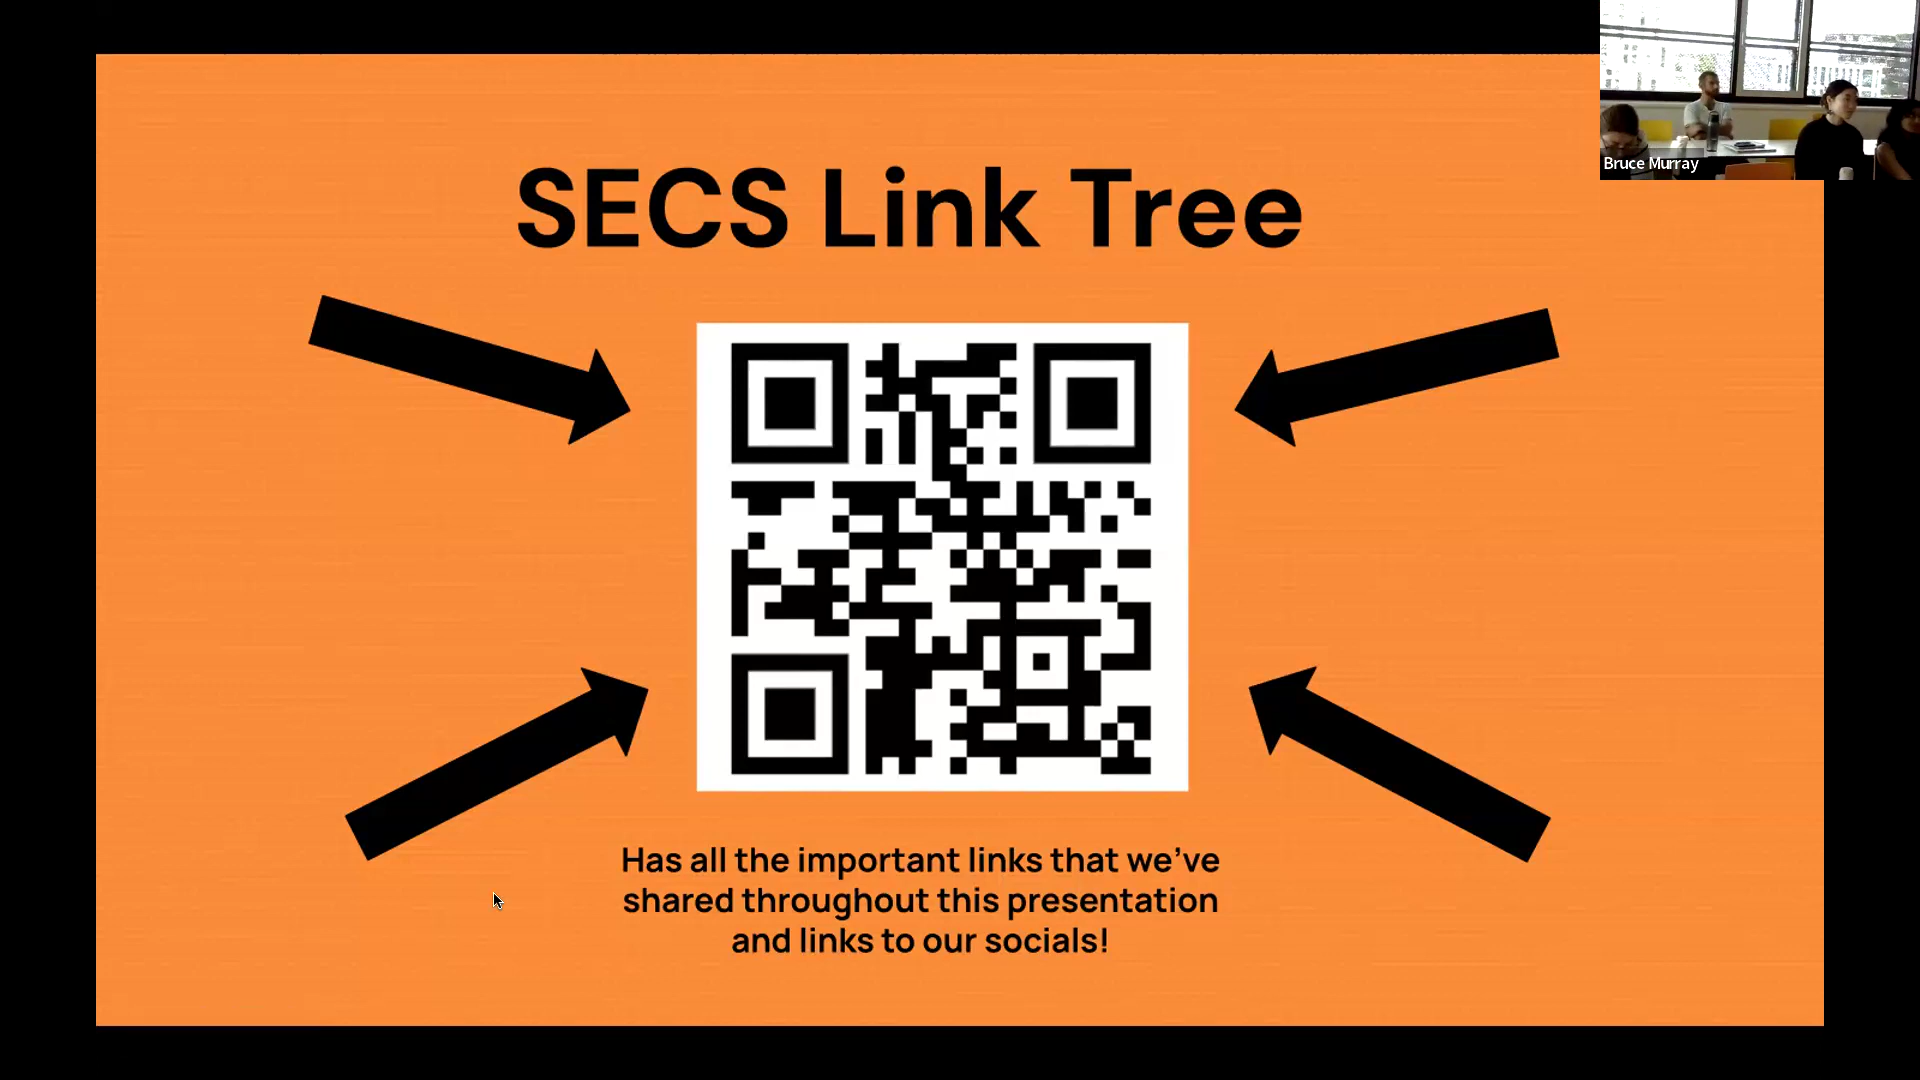 SECS Link Tree
Bruce Murray
Has all the important links that we’ve
shared throughout this presentation
and links to our socials!